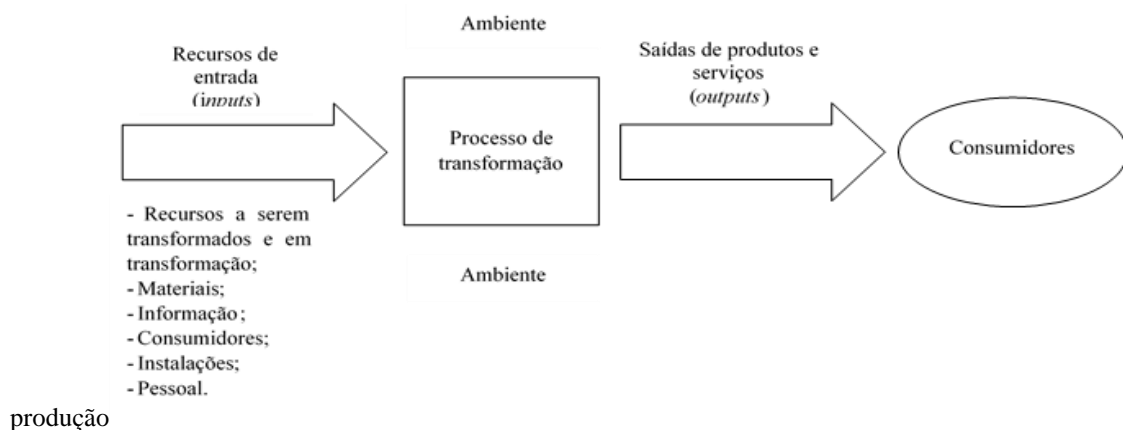 Ambiente
Recursos de
entrada
(inputs)
Saídas de produtos e
serviços
(outputs)
Processo de
transformação
Consumidores
- Recursos a serem
transformados e em
transformação;
- Materiais;
- Informação;
- Consumidores;
- Instalações;
- Pessoal.
Ambiente
produção